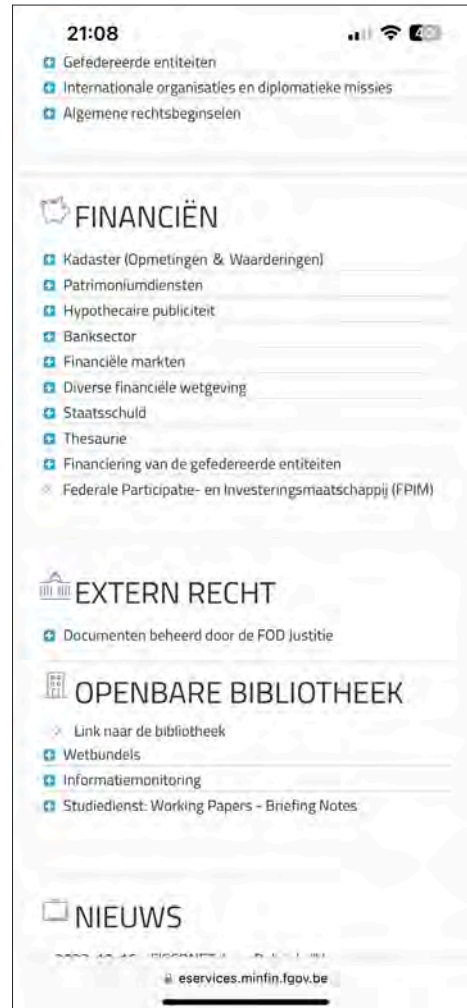 21:08
Gefedereerde entiteiten
Internationale organisaties en diplomatieke missies
Algemene rechtsbeginselen
FINANCIËN
Kadaster (Opmetingen & Waarderingen)
Patrimoniumdiensten
Hypothecaire publiciteit
Banksector
Financiële markten
Diverse financiële wetgeving
Staatsschuld
Thesaurie
Financiering van de gefedereerde entiteiten
Federale Participatie- en Investeringsmaatschappij (FPIM)
EXTERN RECHT
Documenten beheerd door de FOD Justitie
OPENBARE BIBLIOTHEEK
Link naar de bibliotheek
Wetbundels
Informatiemonitoring
Studiedienst: Working Papers - Briefing Notes
NIEUWS
eservices.minfin.fgov.be